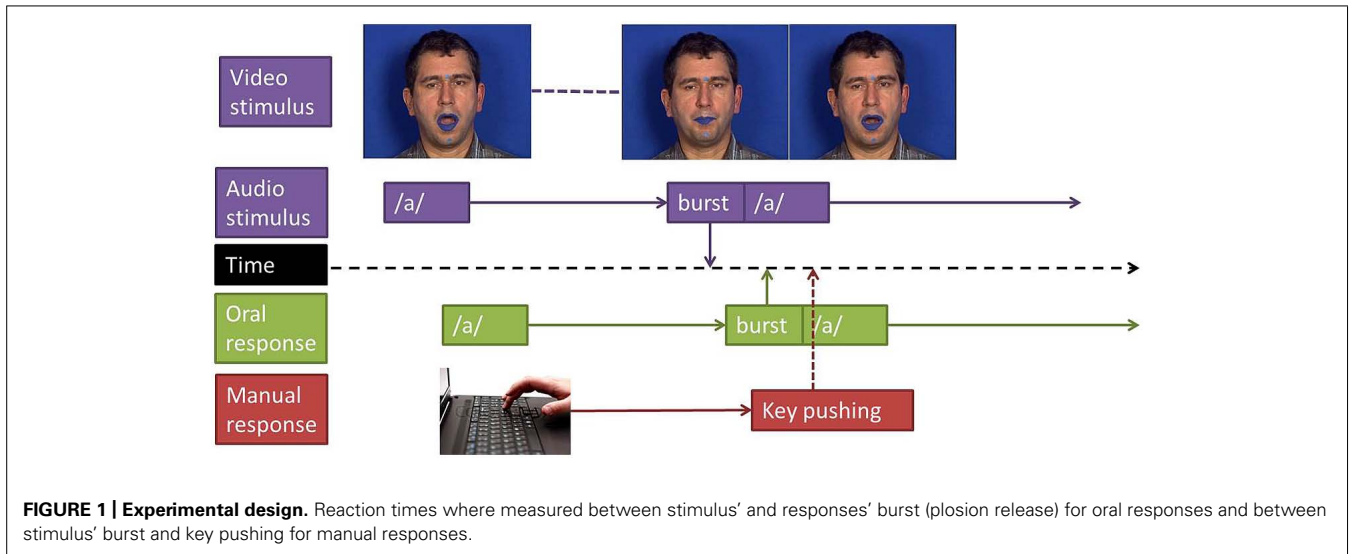 Video
stimulus
Audio
stimulus
/a/
burst
/a/
Time
Oral
response
/a/
burst
/a/
Manual
response
Key pushing
FIGURE 1 | Experimental design. Reaction times where measured between stimulus’ and responses’ burst (plosion release) for oral responses and between
stimulus’ burst and key pushing for manual responses.